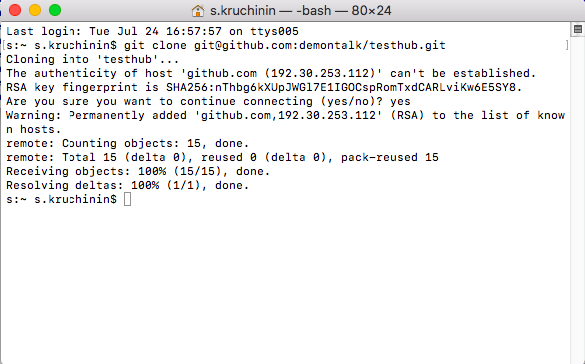 s.kruchinin — -bash — 80×24
Last login: Tue Jul 24 16:57:57 on ttys005
[s:~ s.kruchinin$ git clone git@github.com:demontalk/testhub.git ]
Cloning into 'testhub'...
The authenticity of host 'github.com (192.30.253.112)' can't be established.
RSA key fingerprint is SHA256:nThbg6kXUpJWGl7E1IGOCspRomTxdCARLviKw6E5SY8.
Are you sure you want to continue connecting (yes/no)? yes
Warning: Permanently added 'github.com,192.30.253.112' (RSA) to the list of know
n hosts.
remote: Counting objects: 15, done.
remote: Total 15 (delta 0), reused 0 (delta 0), pack-reused 15
Receiving objects: 100% (15/15), done.
Resolving deltas: 100% (1/1), done.
s:~ s.kruchinin$